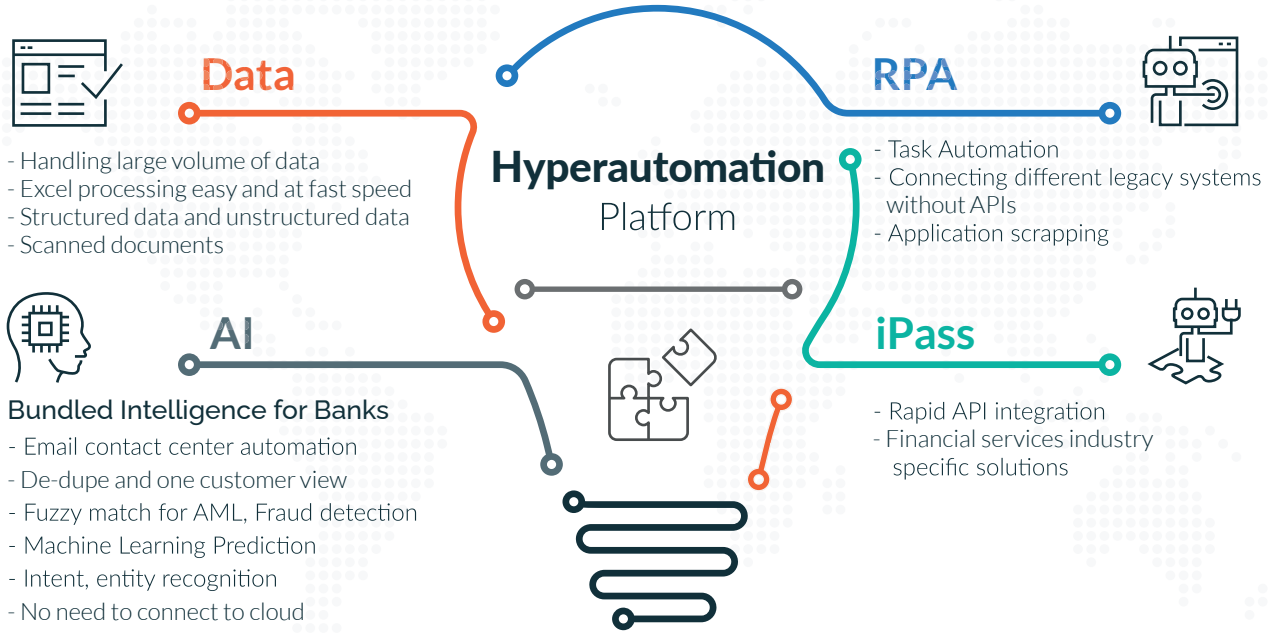 Data
- Handling large volume of data
- Excel processing easy and at fast speed
- Structured data and unstructured data
- Scanned documents
AI
Bundled Intelligence for Banks
- Email contact center automation
- De-dupe and one customer view
- Fuzzy match for AML, Fraud detection
- Machine Learning Prediction
- Intent, entity recognition
- No need to connect to cloud
Hyperautomation
Platform
RPA
- Task Automation
- Connecting different legacy systems
without APIs
- Application scrapping
iPass
- Rapid API integration
- Financial services industry
specific solutions